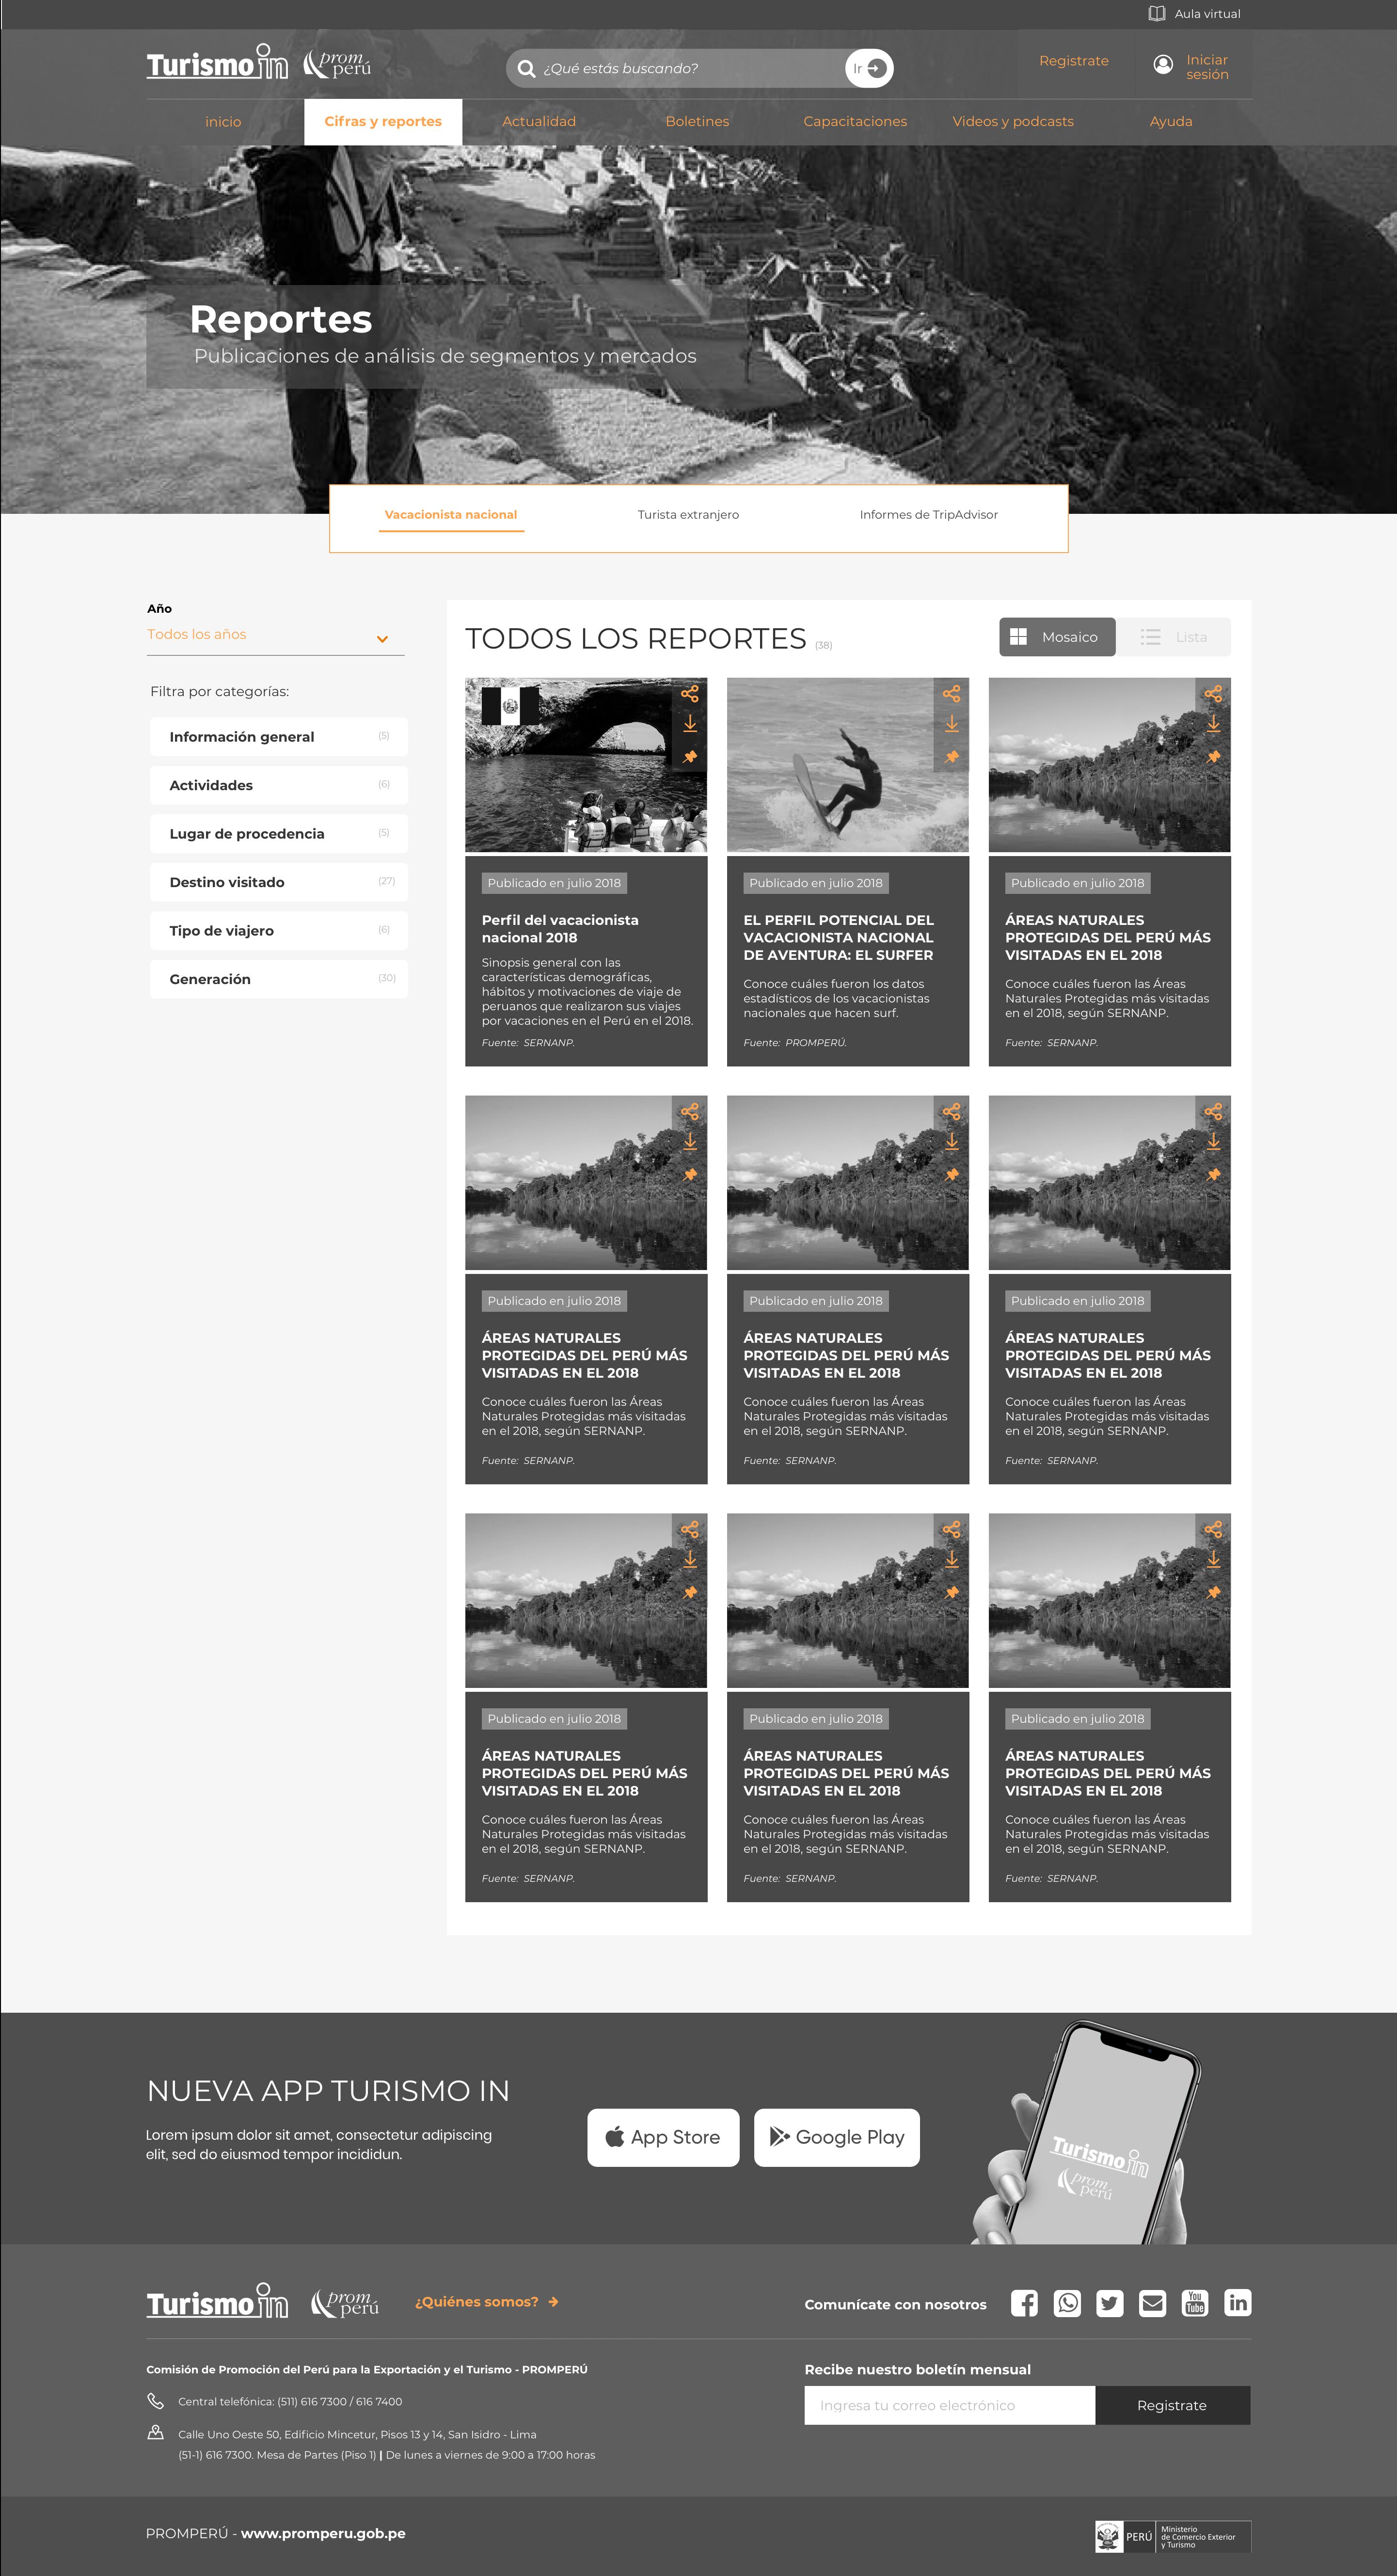 Aula virtual
Turismo in
prom
perú
¿Qué estás buscando?
Ir
Registrate
Iniciar
sesión
inicio
Cifras y reportes
Actualidad
Boletines
Capacitaciones
Videos y podcasts
Ayuda
Reportes
Publicaciones de análisis de segmentos y mercados
Vacacionista nacional
Turista extranjero
Informes de TripAdvisor
Año
Todos los años
Filtra por categorías:
Información general (5)
Actividades (6)
Lugar de procedencia (5)
Destino visitado (27)
Tipo de viajero (6)
Generación (30)
TODOS LOS REPORTES (38)
Mosaico
Lista
Publicado en julio 2018
Perfil del vacacionista
nacional 2018
Sinopsis general con las
características demográficas,
hábitos y motivaciones de viaje de
peruanos que realizaron sus viajes
por vacaciones en el Perú en el 2018.
Fuente: SERNANP.
Publicado en julio 2018
EL PERFIL POTENCIAL DEL
VACACIONISTA NACIONAL
DE AVENTURA: EL SURFER
Conoce cuáles fueron los datos
estadísticos de los vacacionistas
nacionales que hacen surf.
Fuente: PROMPERÚ.
Publicado en julio 2018
ÁREAS NATURALES
PROTEGIDAS DEL PERÚ MÁS
VISITADAS EN EL 2018
Conoce cuáles fueron las Áreas
Naturales Protegidas más visitadas
en el 2018, según SERNANP.
Fuente: SERNANP.
Publicado en julio 2018
ÁREAS NATURALES
PROTEGIDAS DEL PERÚ MÁS
VISITADAS EN EL 2018
Conoce cuáles fueron las Áreas
Naturales Protegidas más visitadas
en el 2018, según SERNANP.
Fuente: SERNANP.
Publicado en julio 2018
ÁREAS NATURALES
PROTEGIDAS DEL PERÚ MÁS
VISITADAS EN EL 2018
Conoce cuáles fueron las Áreas
Naturales Protegidas más visitadas
en el 2018, según SERNANP.
Fuente: SERNANP.
Publicado en julio 2018
ÁREAS NATURALES
PROTEGIDAS DEL PERÚ MÁS
VISITADAS EN EL 2018
Conoce cuáles fueron las Áreas
Naturales Protegidas más visitadas
en el 2018, según SERNANP.
Fuente: SERNANP.
Publicado en julio 2018
ÁREAS NATURALES
PROTEGIDAS DEL PERÚ MÁS
VISITADAS EN EL 2018
Conoce cuáles fueron las Áreas
Naturales Protegidas más visitadas
en el 2018, según SERNANP.
Fuente: SERNANP.
Publicado en julio 2018
ÁREAS NATURALES
PROTEGIDAS DEL PERÚ MÁS
VISITADAS EN EL 2018
Conoce cuáles fueron las Áreas
Naturales Protegidas más visitadas
en el 2018, según SERNANP.
Fuente: SERNANP.
Publicado en julio 2018
ÁREAS NATURALES
PROTEGIDAS DEL PERÚ MÁS
VISITADAS EN EL 2018
Conoce cuáles fueron las Áreas
Naturales Protegidas más visitadas
en el 2018, según SERNANP.
Fuente: SERNANP.
NUEVA APP TURISMO IN
Lorem ipsum dolor sit amet, consectetur adipiscing
elit, sed do eiusmod tempor incididun.
App Store
Google Play
Turismo in
prom
perú
Turismo in
prom
perú
¿Quiénes somos?
Comunícate con nosotros
You
Tube
in
Comisión de Promoción del Perú para la Exportación y el Turismo - PROMPERÚ
Central telefónica: (511) 616 7300 / 616 7400
Calle Uno Oeste 50, Edificio Mincetur, Pisos 13 y 14, San Isidro - Lima
(51-1) 616 7300. Mesa de Partes (Piso 1) | De lunes a viernes de 9:00 a 17:00 horas
Recibe nuestro boletín mensual
Ingresa tu correo electrónico
Registrate
PROMPERÚ - www.promperu.gob.pe
PERÚ
Ministerio
de Comercio Exterior
y Turismo